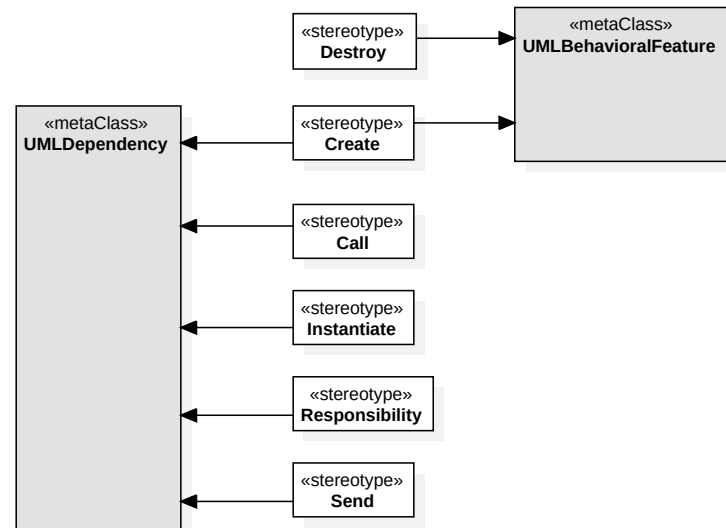 «stereotype»
Destroy
«metaClass»
UMLBehavioralFeature
«metaClass»
UMLDependency
«stereotype»
Create
«stereotype»
Call
«stereotype»
Instantiate
«stereotype»
Responsibility
«stereotype»
Send